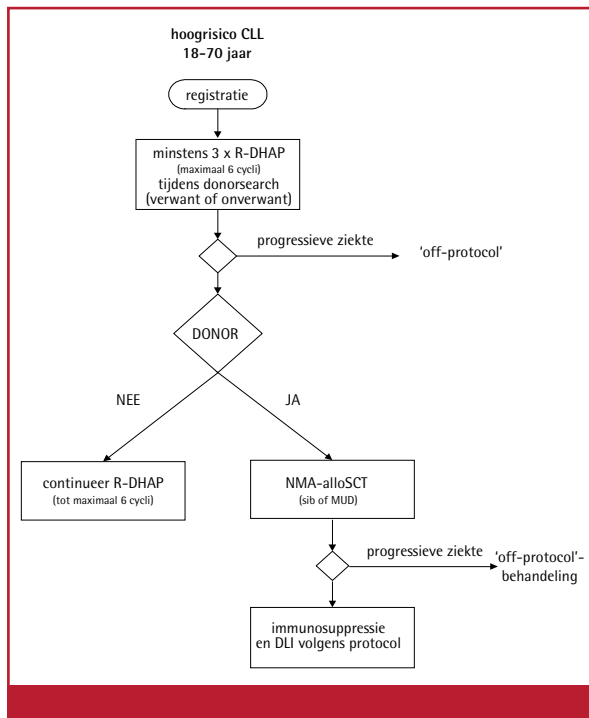 hoogrisico CLL
18-70 jaar
registratie
minstens 3 x R-DHAP
(maximaal 6 cycli)
tijdens donorsearch
(verwant of onverwant)
progressieve ziekte
'off-protocol'
DONOR
NEE
JA
continueer R-DHAP
(tot maximaal 6 cycli)
NMA-alloSCT
(sib of MUD)
progressieve ziekte
'off-protocol'-
behandeling
immunosuppressie
en DLI volgens protocol